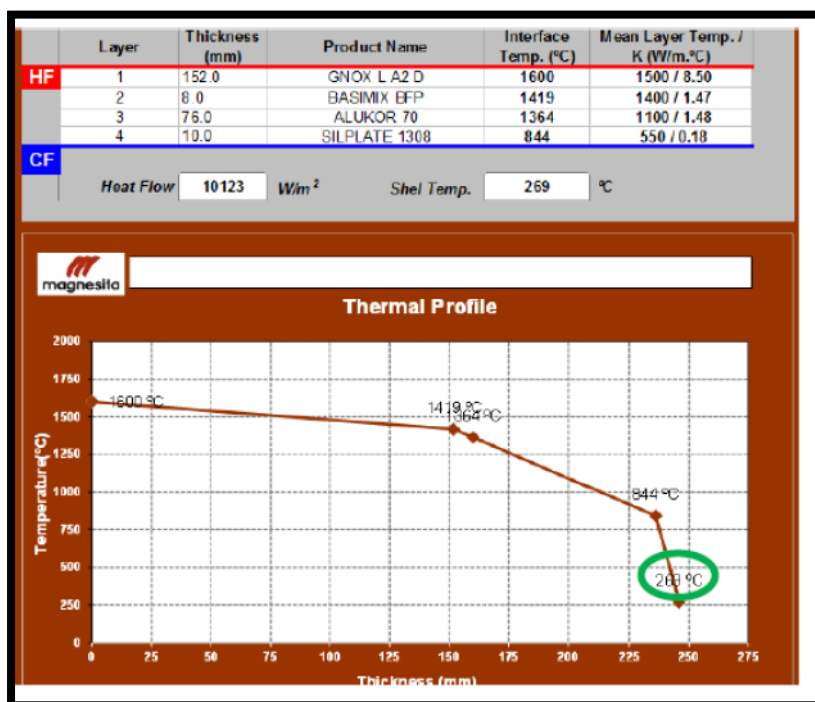 Layer Thickness (mm) Product Name Interface Temp. (ºC) Mean Layer Temp. / K (W/m.ºC)
HF 1 152.0 GNOX L A2 D 1600 1500 / 8.50
2 8.0 BASIMIX BFP 1419 1400 / 1.47
3 76.0 ALUKOR 70 1364 1100 / 1.48
4 10.0 SILPLATE 1308 844 550 / 0.18
CF
Heat Flow 10123 W/m² Shel Temp. 269 ºC
magnesita
Thermal Profile
2000
1750
1600 ºC
1419 ºC
1364 ºC
1500
1250
1000
844 ºC
750
500
269 ºC
250
0
Temperature(ºC)
0 25 50 75 100 125 150 175 200 225 250 275
Thickness (mm)